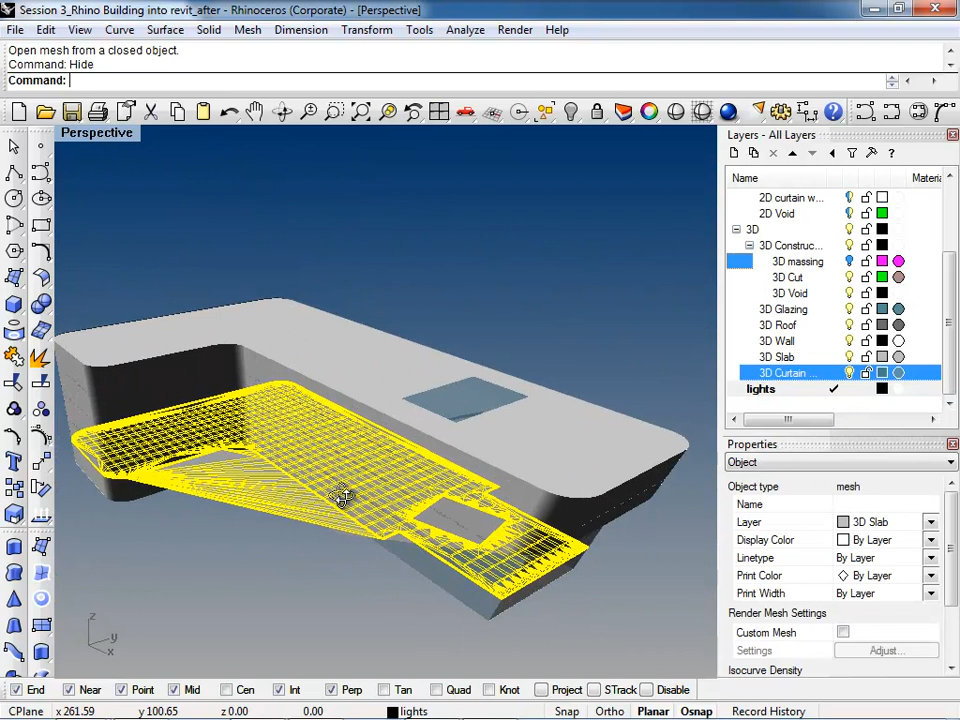 Session 3_Rhino Building into revit_after - Rhinoceros (Corporate) - [Perspective]
File Edit View Curve Surface Solid Mesh Dimension Transform Tools Analyze Render Help
Open mesh from a closed object.
Command: Hide
Command:
Perspective
Layers - All Layers
Name Materia
2D curtain w...
2D Void
3D
3D Construc...
3D massing
3D Cut
3D Void
3D Glazing
3D Roof
3D Wall
3D Slab
3D Curtain ...
lights
Properties
Object
Object type mesh
Layer 3D Slab
Display Color By Layer
Linetype By Layer
Print Color By Layer
Print Width By Layer
Render Mesh Settings
Custom Mesh
Settings Adjust...
Isocurve Density
z
y
x
End Near Point Mid Cen Int Perp Tan Quad Knot Project STrack Disable
CPlane x 261.59 y 100.65 z 0.00 0.00 lights Snap Ortho Planar Osnap Record History